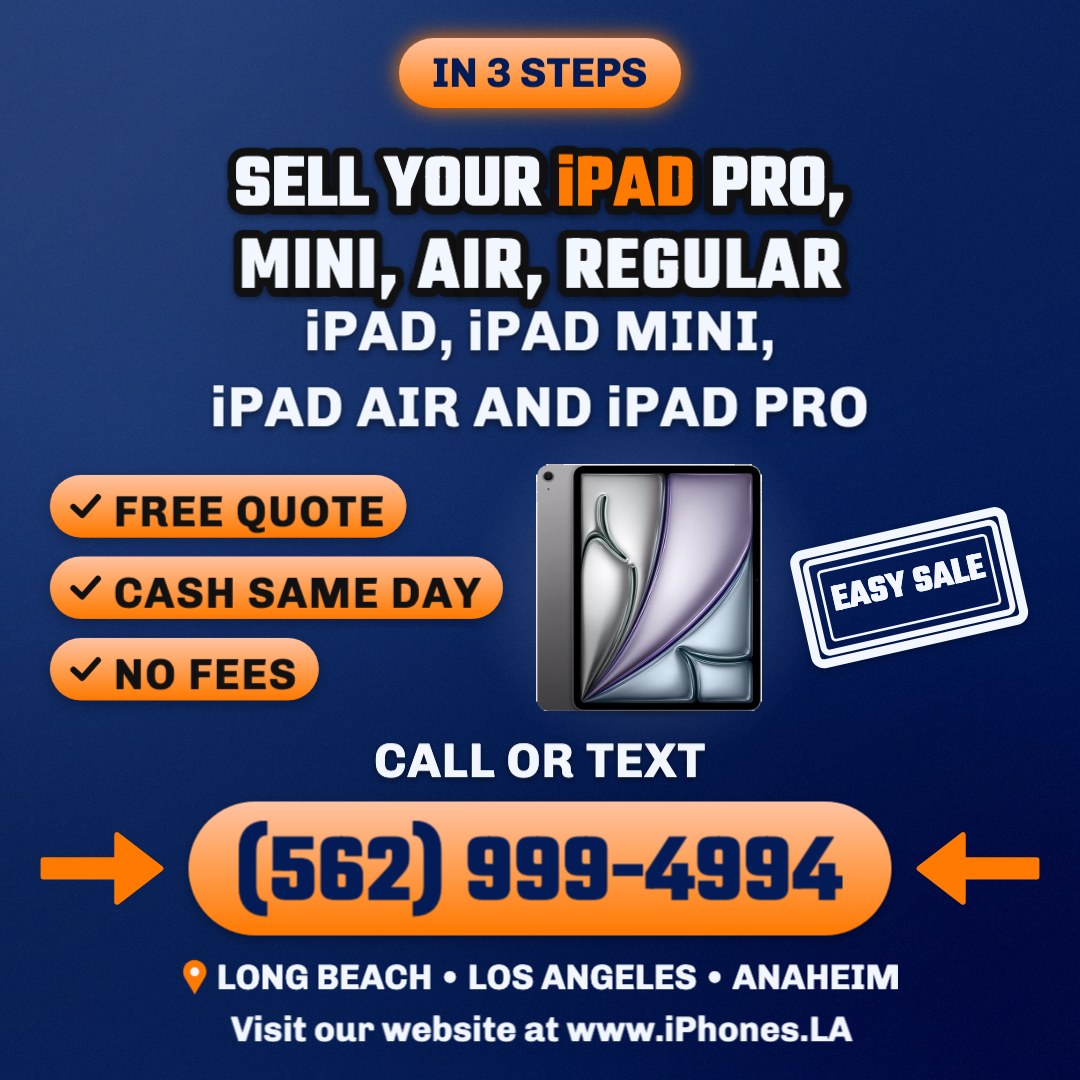 IN 3 STEPS
SELL YOUR iPAD PRO,
MINI, AIR, REGULAR
iPAD, iPAD MINI,
iPAD AIR AND iPAD PRO
FREE QUOTE
CASH SAME DAY
NO FEES
EASY SALE
CALL OR TEXT
(562) 999-4994
LONG BEACH • LOS ANGELES • ANAHEIM
Visit our website at www.iPhones.LA